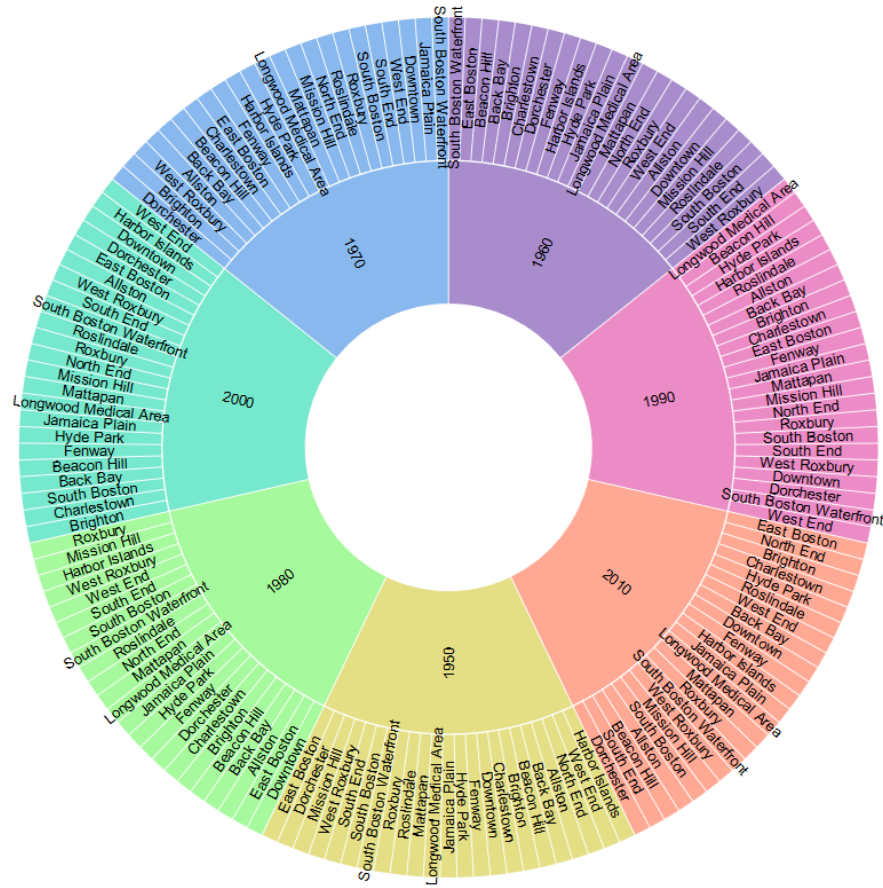 1960
South Boston Waterfront
East Boston
Beacon Hill
Back Bay
Brighton
Charlestown
Dorchester
Fenway
Harbor Islands
Hyde Park
Jamaica Plain
Longwood Medical Area
Mattapan
North End
Roxbury
West End
Allston
Downtown
Mission Hill
Roslindale
South Boston
South End
West Roxbury
1990
Longwood Medical Area
Beacon Hill
Hyde Park
Harbor Islands
Roslindale
Allston
Back Bay
Brighton
Charlestown
East Boston
Fenway
Jamaica Plain
Mattapan
Mission Hill
North End
Roxbury
South Boston
South End
West Roxbury
Downtown
Dorchester
South Boston Waterfront
West End
2010
East Boston
North End
Brighton
Charlestown
Hyde Park
Roslindale
West End
Back Bay
Downtown
Fenway
Harbor Islands
Jamaica Plain
Longwood Medical Area
Mattapan
Roxbury
South Boston Waterfront
West Roxbury
Mission Hill
South Boston
Allston
Beacon Hill
South End
Dorchester
1950
Harbor Islands
West End
North End
Allston
Back Bay
Beacon Hill
Brighton
Charlestown
Downtown
Fenway
Hyde Park
Jamaica Plain
Longwood Medical Area
Mattapan
Roslindale
Roxbury
South Boston Waterfront
South Boston
South End
West Roxbury
Mission Hill
Dorchester
East Boston
1980
Downtown
East Boston
Allston
Back Bay
Beacon Hill
Brighton
Charlestown
Dorchester
Fenway
Hyde Park
Jamaica Plain
Longwood Medical Area
Mattapan
North End
Roslindale
South Boston Waterfront
South Boston
South End
West End
West Roxbury
Harbor Islands
Mission Hill
Roxbury
2000
Brighton
Charlestown
South Boston
Back Bay
Beacon Hill
Fenway
Hyde Park
Jamaica Plain
Longwood Medical Area
Mattapan
Mission Hill
North End
Roxbury
Roslindale
South Boston Waterfront
South End
West Roxbury
Allston
East Boston
Dorchester
Downtown
Harbor Islands
West End
1970
Dorchester
Brighton
West Roxbury
Allston
Back Bay
Beacon Hill
Charlestown
East Boston
Fenway
Harbor Islands
Hyde Park
Longwood Medical Area
Mattapan
Mission Hill
North End
Roslindale
Roxbury
South Boston
South End
West End
Downtown
Jamaica Plain
South Boston Waterfront